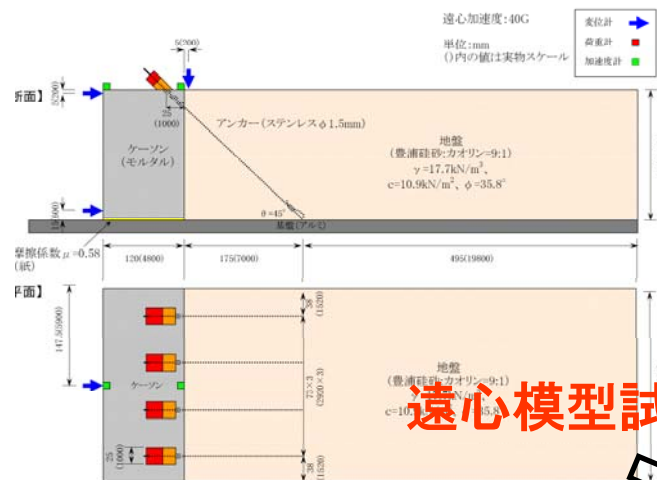 遠心加速度:40G
単位:mm
()内の値は実物スケール
変位計
荷重計
加速度計
5(200)
断面】
5(200)
25
(1000)
アンカー(ステンレスφ1.5mm)
ケーソン
(モルタル)
地盤
(豊浦硅砂:カオリン=9:1)
γ=17.7kN/m³、
c=10.9kN/m²、φ=35.8°
θ=45°
基盤(アルミ)
15(600)
摩擦係数μ=0.58
(紙)
120(4800)
175(7000)
495(19800)
平面】
147.5(5900)
38
(1520)
ケーソン
73×3
(2920×3)
地盤
(豊浦硅砂:カオリン=9:1)
35.8
遠心模型試
25
(1000)
38
(1520)